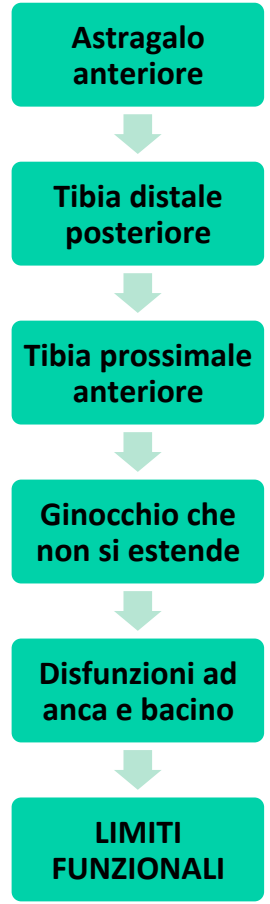 Astragalo
anteriore
Tibia distale
posteriore
Tibia prossimale
anteriore
Ginocchio che
non si estende
Disfunzioni ad
anca e bacino
LIMITI
FUNZIONALI